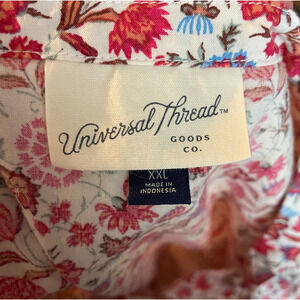 Universal Thread™
GOODS
CO.
XXL
MADE IN
INDONESIA